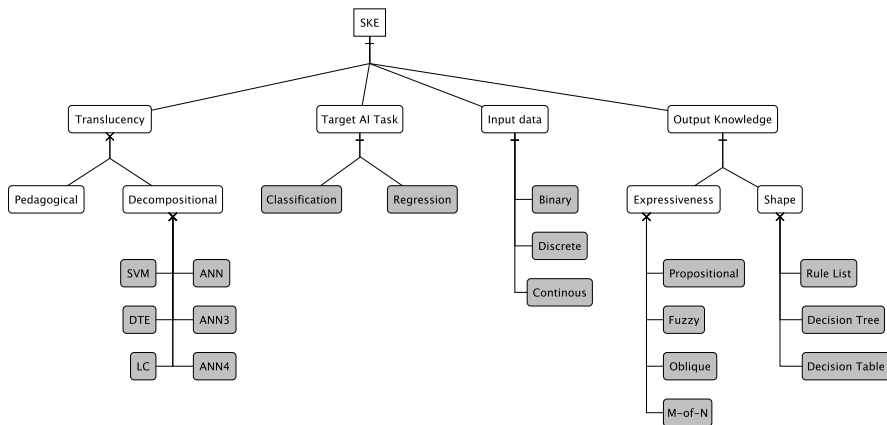 SKE
Translucency
Target AI Task
Input data
Output Knowledge
Pedagogical
Decompositional
Classification
Regression
Binary
Expressiveness
Shape
Discrete
SVM
ANN
Propositional
Rule List
Continous
DTE
ANN3
Fuzzy
Decision Tree
LC
ANN4
Oblique
Decision Table
M-of-N